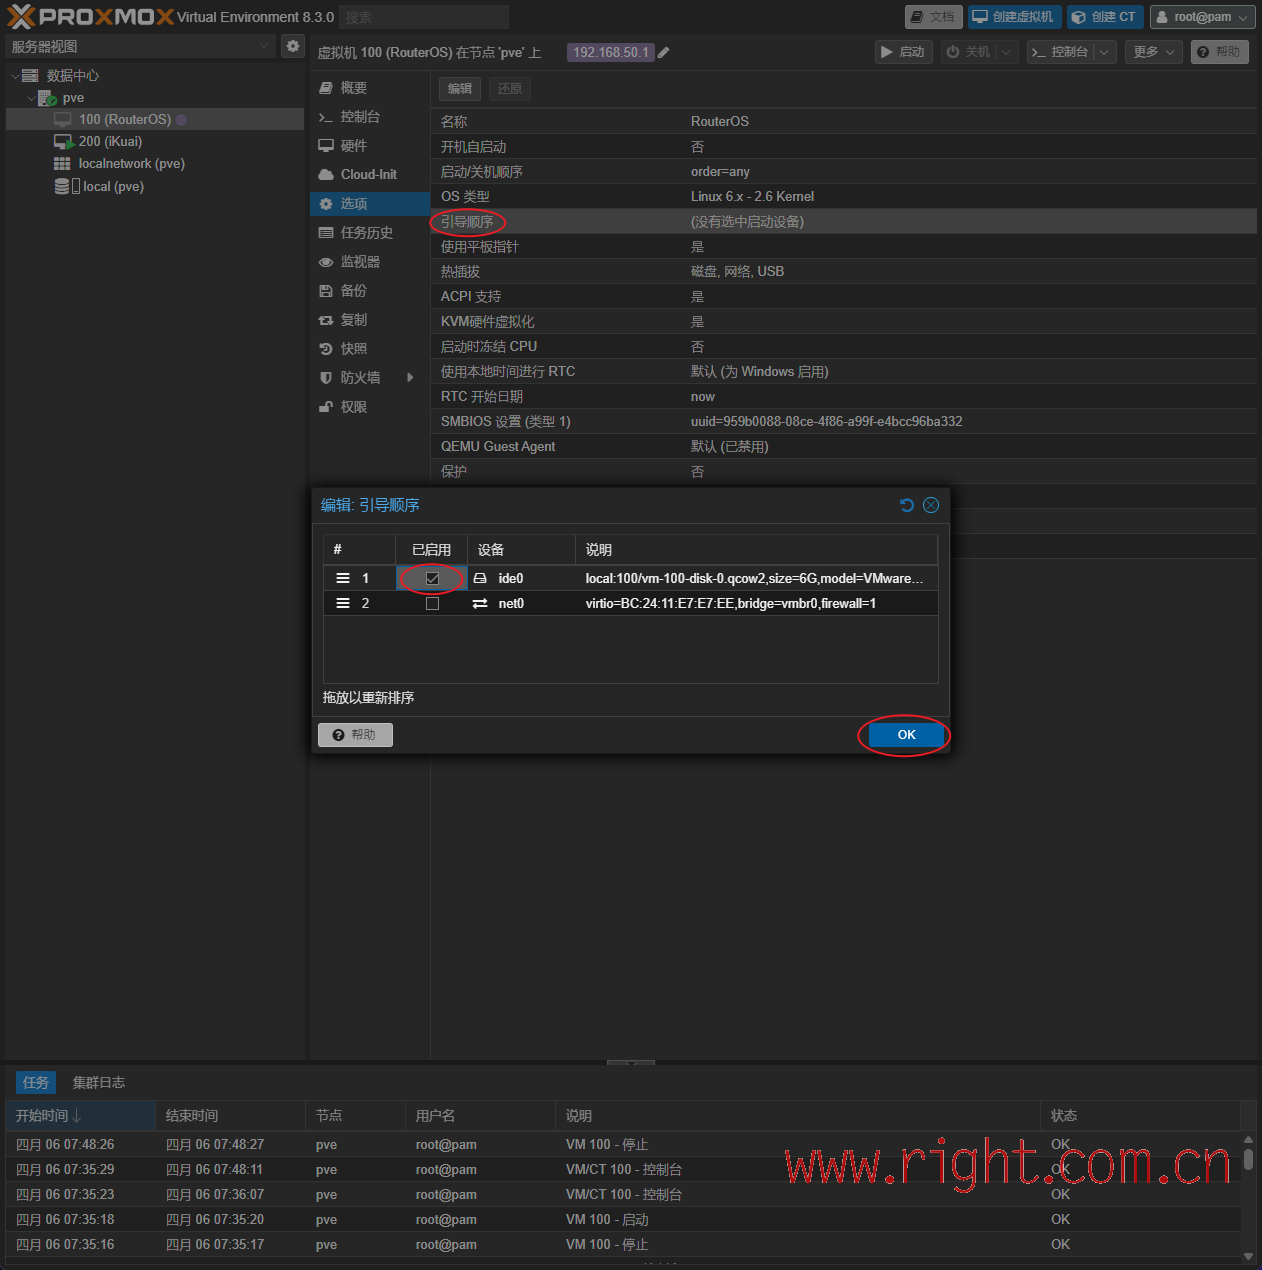 PROXMOX Virtual Environment 8.3.0 搜索 文档 创建虚拟机 创建 CT root@pam
服务器视图
虚拟机 100 (RouterOS) 在节点 'pve' 上 192.168.50.1 启动 关机 控制台 更多 帮助
数据中心
pve
100 (RouterOS)
200 (iKuai)
localnetwork (pve)
local (pve)
概要
控制台
硬件
Cloud-Init
选项
任务历史
监视器
备份
复制
快照
防火墙
权限
编辑 还原
名称 RouterOS
开机自启动 否
启动/关机顺序 order=any
OS 类型 Linux 6.x - 2.6 Kernel
引导顺序 (没有选中启动设备)
使用平板指针 是
热插拔 磁盘, 网络, USB
ACPI 支持 是
KVM硬件虚拟化 是
启动时冻结 CPU 否
使用本地时间进行 RTC 默认 (为 Windows 启用)
RTC 开始日期 now
SMBIOS 设置 (类型 1) uuid=959b0088-08ce-4f86-a99f-e4bcc96ba332
QEMU Guest Agent 默认 (已禁用)
保护 否
编辑: 引导顺序
# 已启用 设备 说明
1 ide0 local:100/vm-100-disk-0.qcow2,size=6G,model=VMware...
2 net0 virtio=BC:24:11:E7:E7:EE,bridge=vmbr0,firewall=1
拖放以重新排序
帮助 OK
任务 集群日志
开始时间 结束时间 节点 用户名 说明 状态
四月 06 07:48:26 四月 06 07:48:27 pve root@pam VM 100 - 停止 OK
四月 06 07:35:29 四月 06 07:48:11 pve root@pam VM/CT 100 - 控制台 OK
四月 06 07:35:23 四月 06 07:36:07 pve root@pam VM/CT 100 - 控制台 OK
四月 06 07:35:18 四月 06 07:35:20 pve root@pam VM 100 - 启动 OK
四月 06 07:35:16 四月 06 07:35:17 pve root@pam VM 100 - 停止 OK
www.right.com.cn